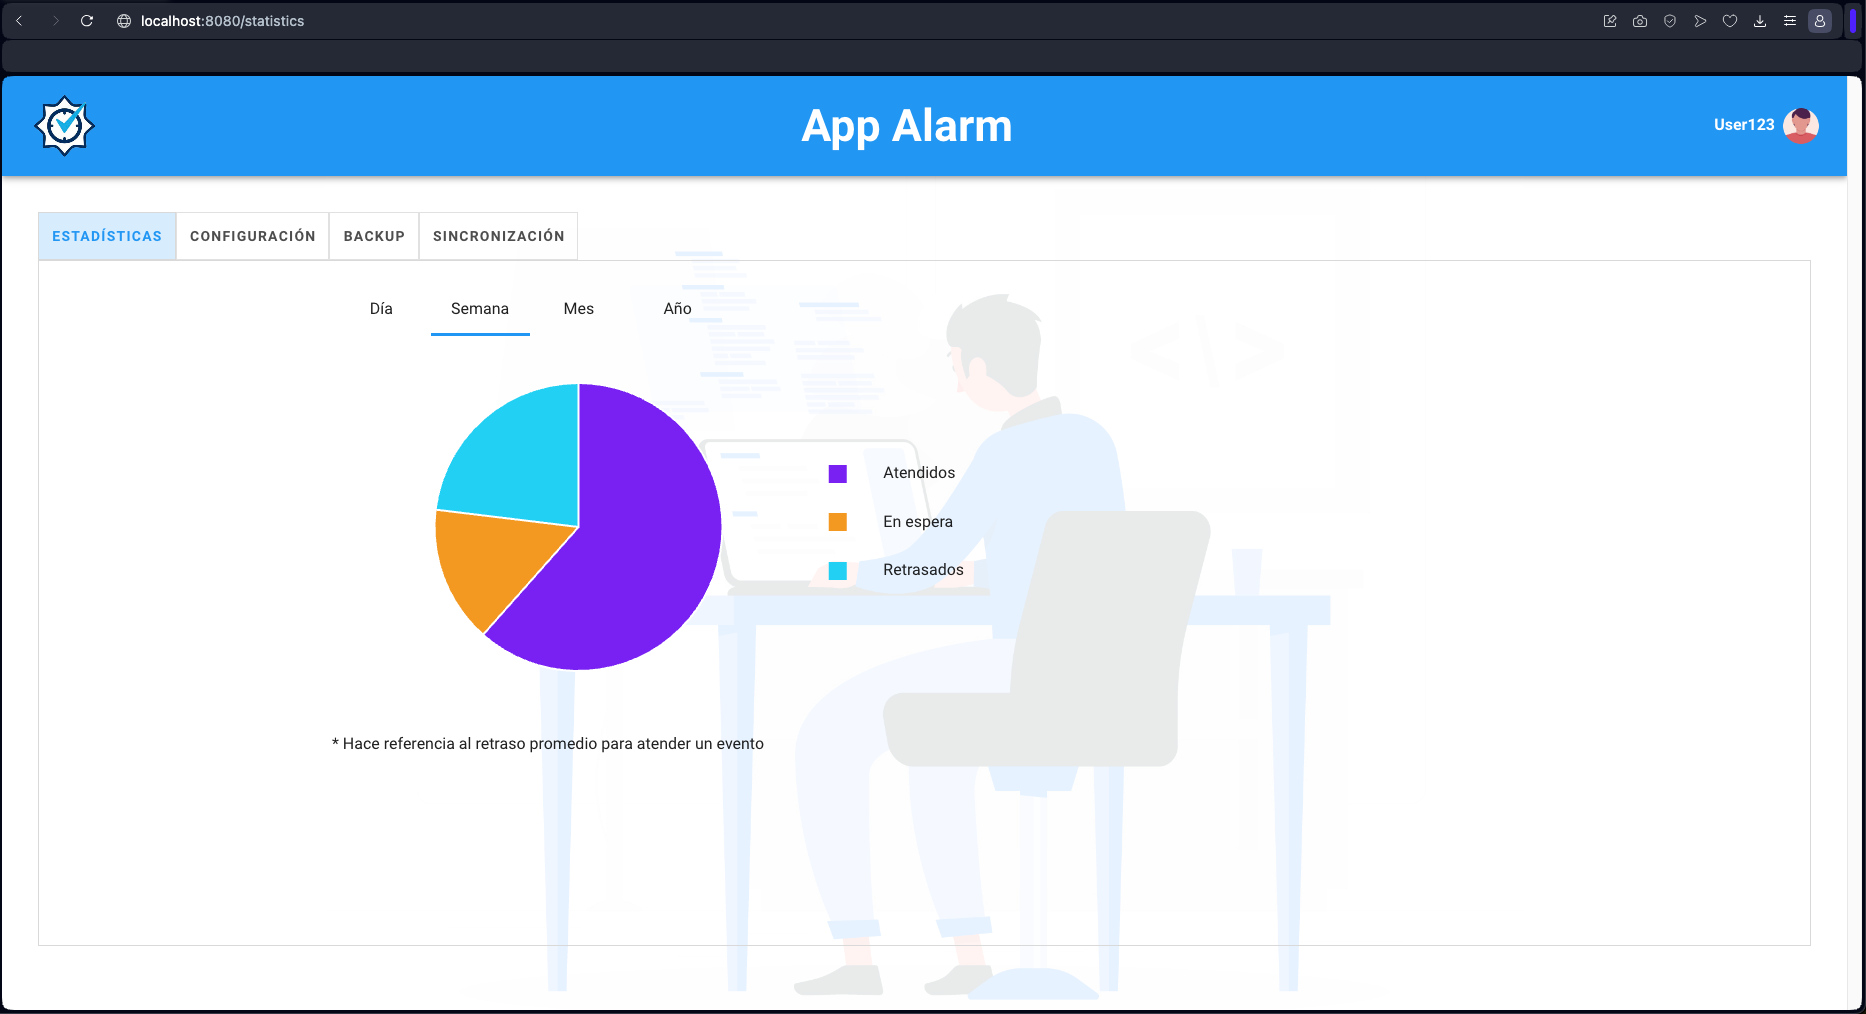 localhost:8080/statistics
App Alarm
User123
ESTADÍSTICAS CONFIGURACIÓN BACKUP SINCRONIZACIÓN
Día Semana Mes Año
</>
Atendidos
En espera
Retrasados
* Hace referencia al retraso promedio para atender un evento